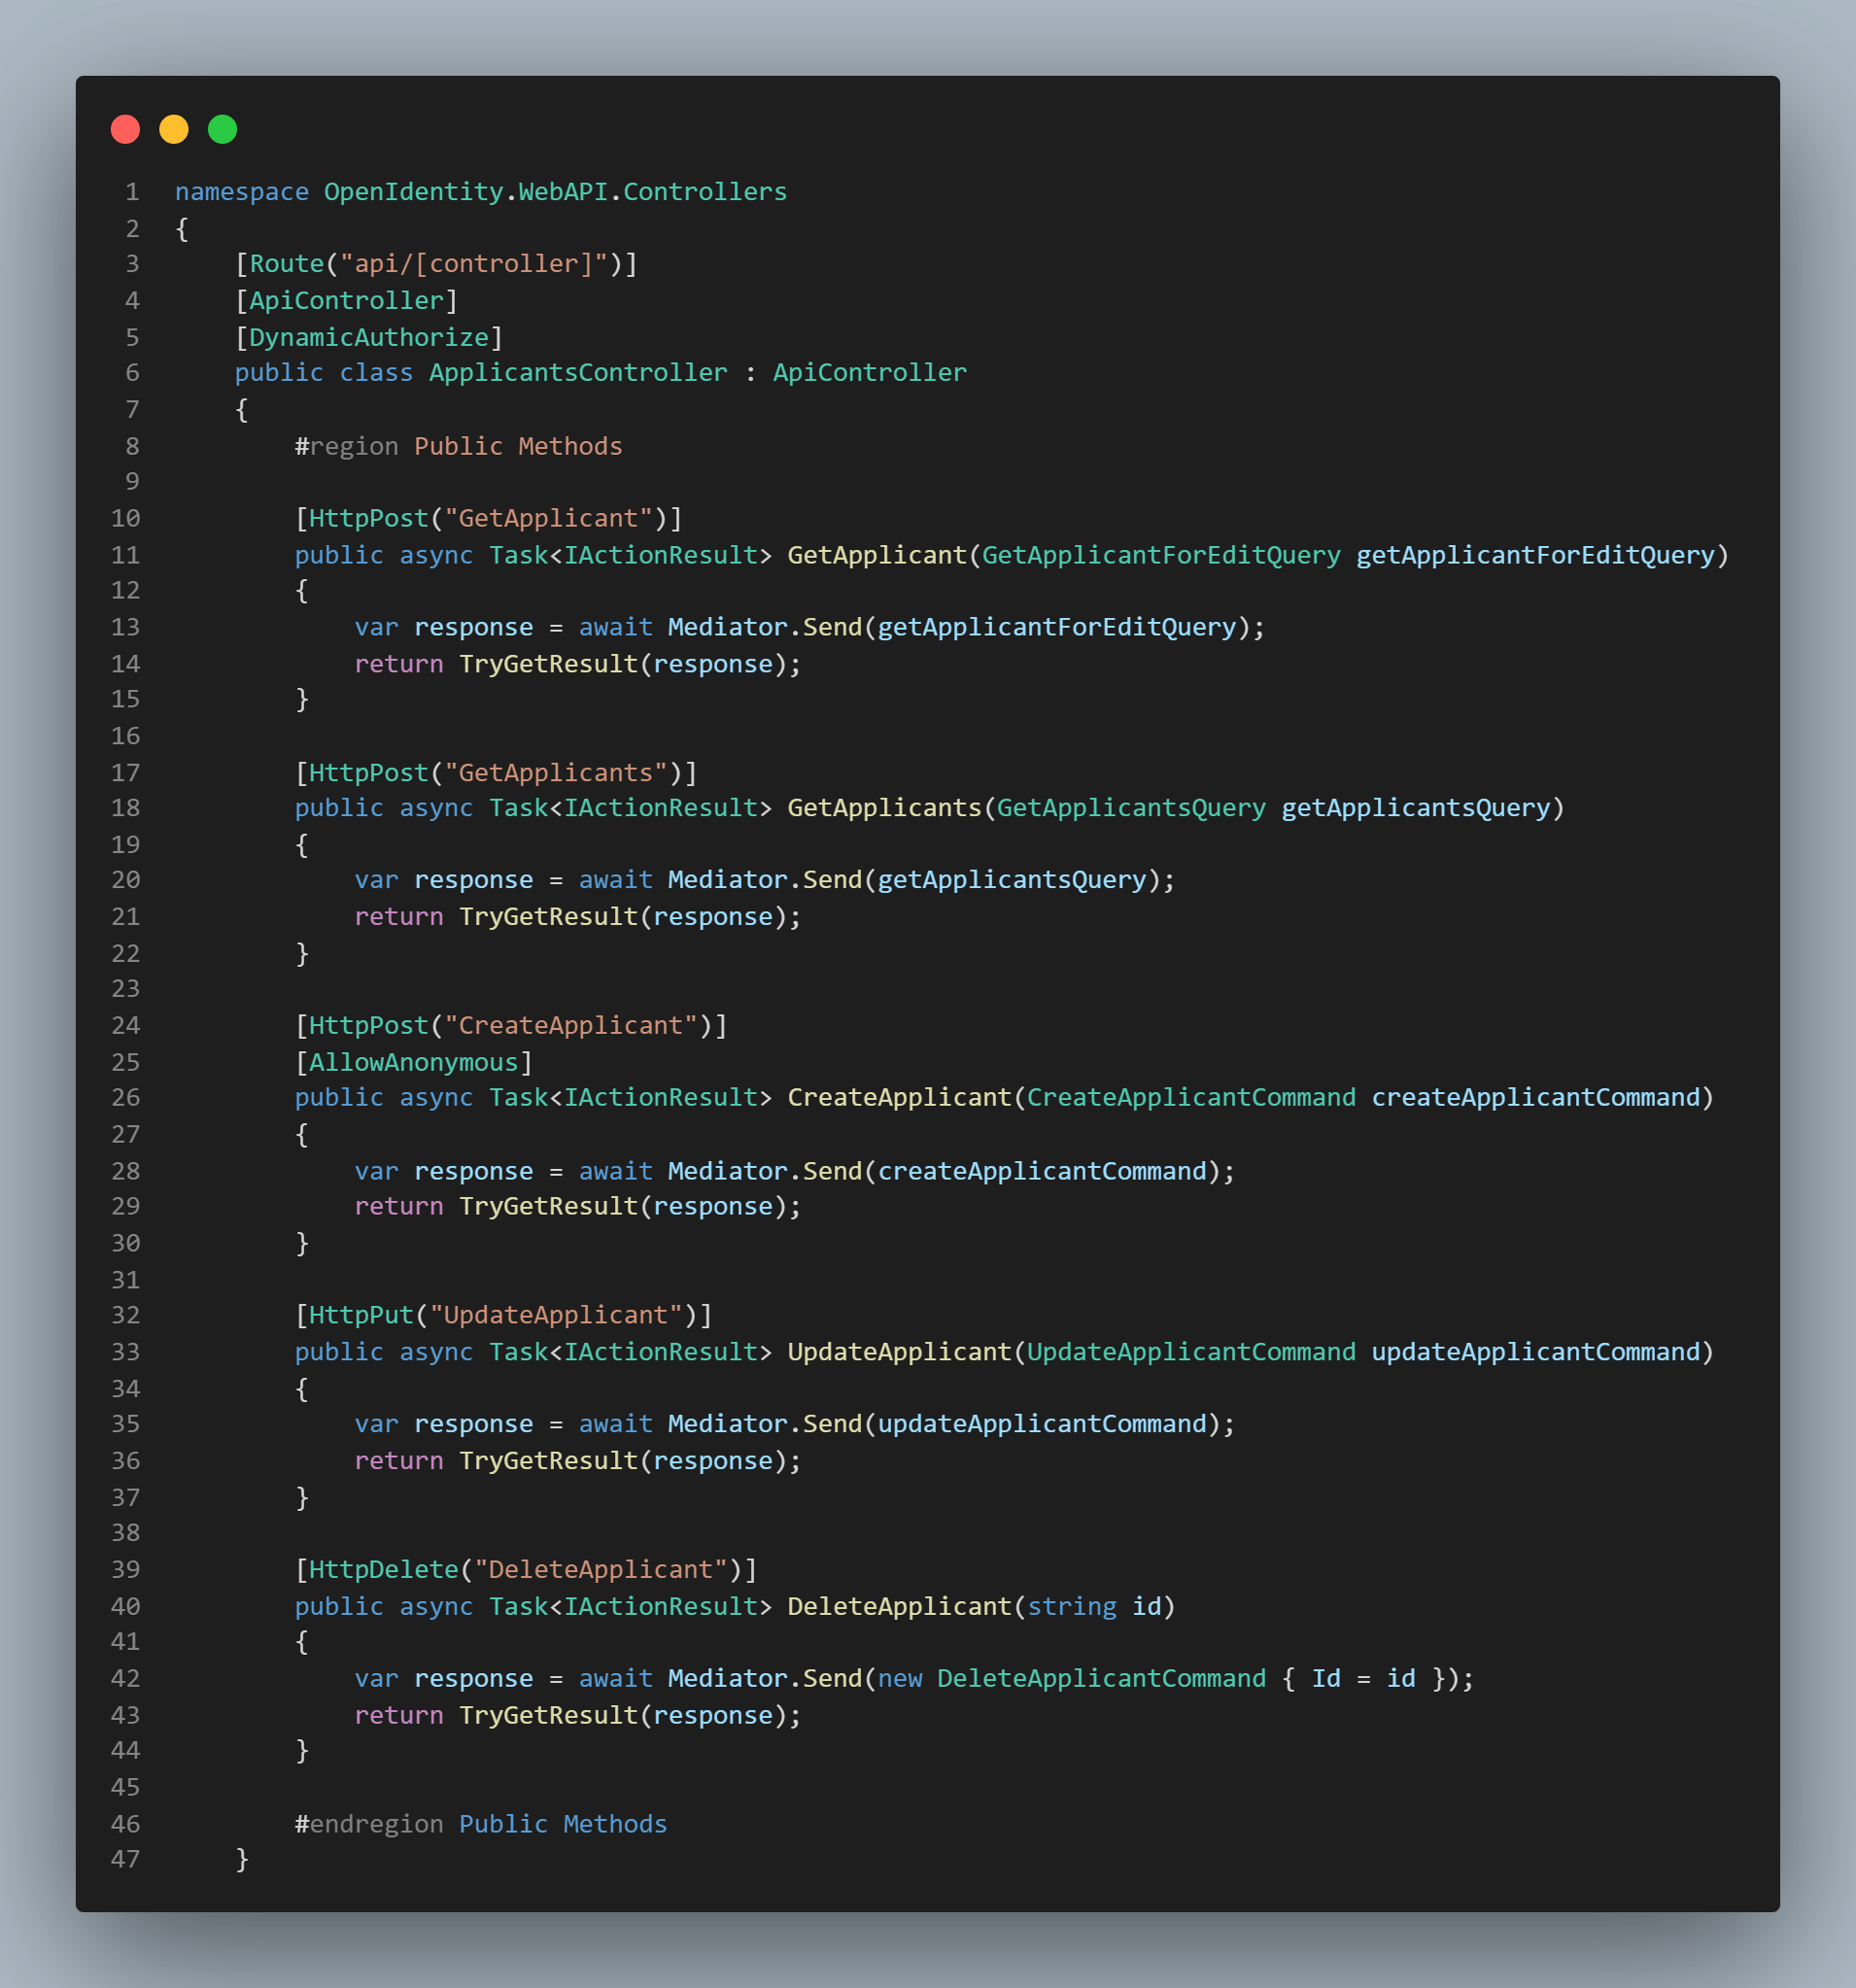 1 namespace OpenIdentity.WebAPI.Controllers
2 {
3     [Route("api/[controller]")]
4     [ApiController]
5     [DynamicAuthorize]
6     public class ApplicantsController : ApiController
7     {
8         #region Public Methods
9
10         [HttpPost("GetApplicant")]
11         public async Task<IActionResult> GetApplicant(GetApplicantForEditQuery getApplicantForEditQuery)
12         {
13             var response = await Mediator.Send(getApplicantForEditQuery);
14             return TryGetResult(response);
15         }
16
17         [HttpPost("GetApplicants")]
18         public async Task<IActionResult> GetApplicants(GetApplicantsQuery getApplicantsQuery)
19         {
20             var response = await Mediator.Send(getApplicantsQuery);
21             return TryGetResult(response);
22         }
23
24         [HttpPost("CreateApplicant")]
25         [AllowAnonymous]
26         public async Task<IActionResult> CreateApplicant(CreateApplicantCommand createApplicantCommand)
27         {
28             var response = await Mediator.Send(createApplicantCommand);
29             return TryGetResult(response);
30         }
31
32         [HttpPut("UpdateApplicant")]
33         public async Task<IActionResult> UpdateApplicant(UpdateApplicantCommand updateApplicantCommand)
34         {
35             var response = await Mediator.Send(updateApplicantCommand);
36             return TryGetResult(response);
37         }
38
39         [HttpDelete("DeleteApplicant")]
40         public async Task<IActionResult> DeleteApplicant(string id)
41         {
42             var response = await Mediator.Send(new DeleteApplicantCommand { Id = id });
43             return TryGetResult(response);
44         }
45
46         #endregion Public Methods
47     }